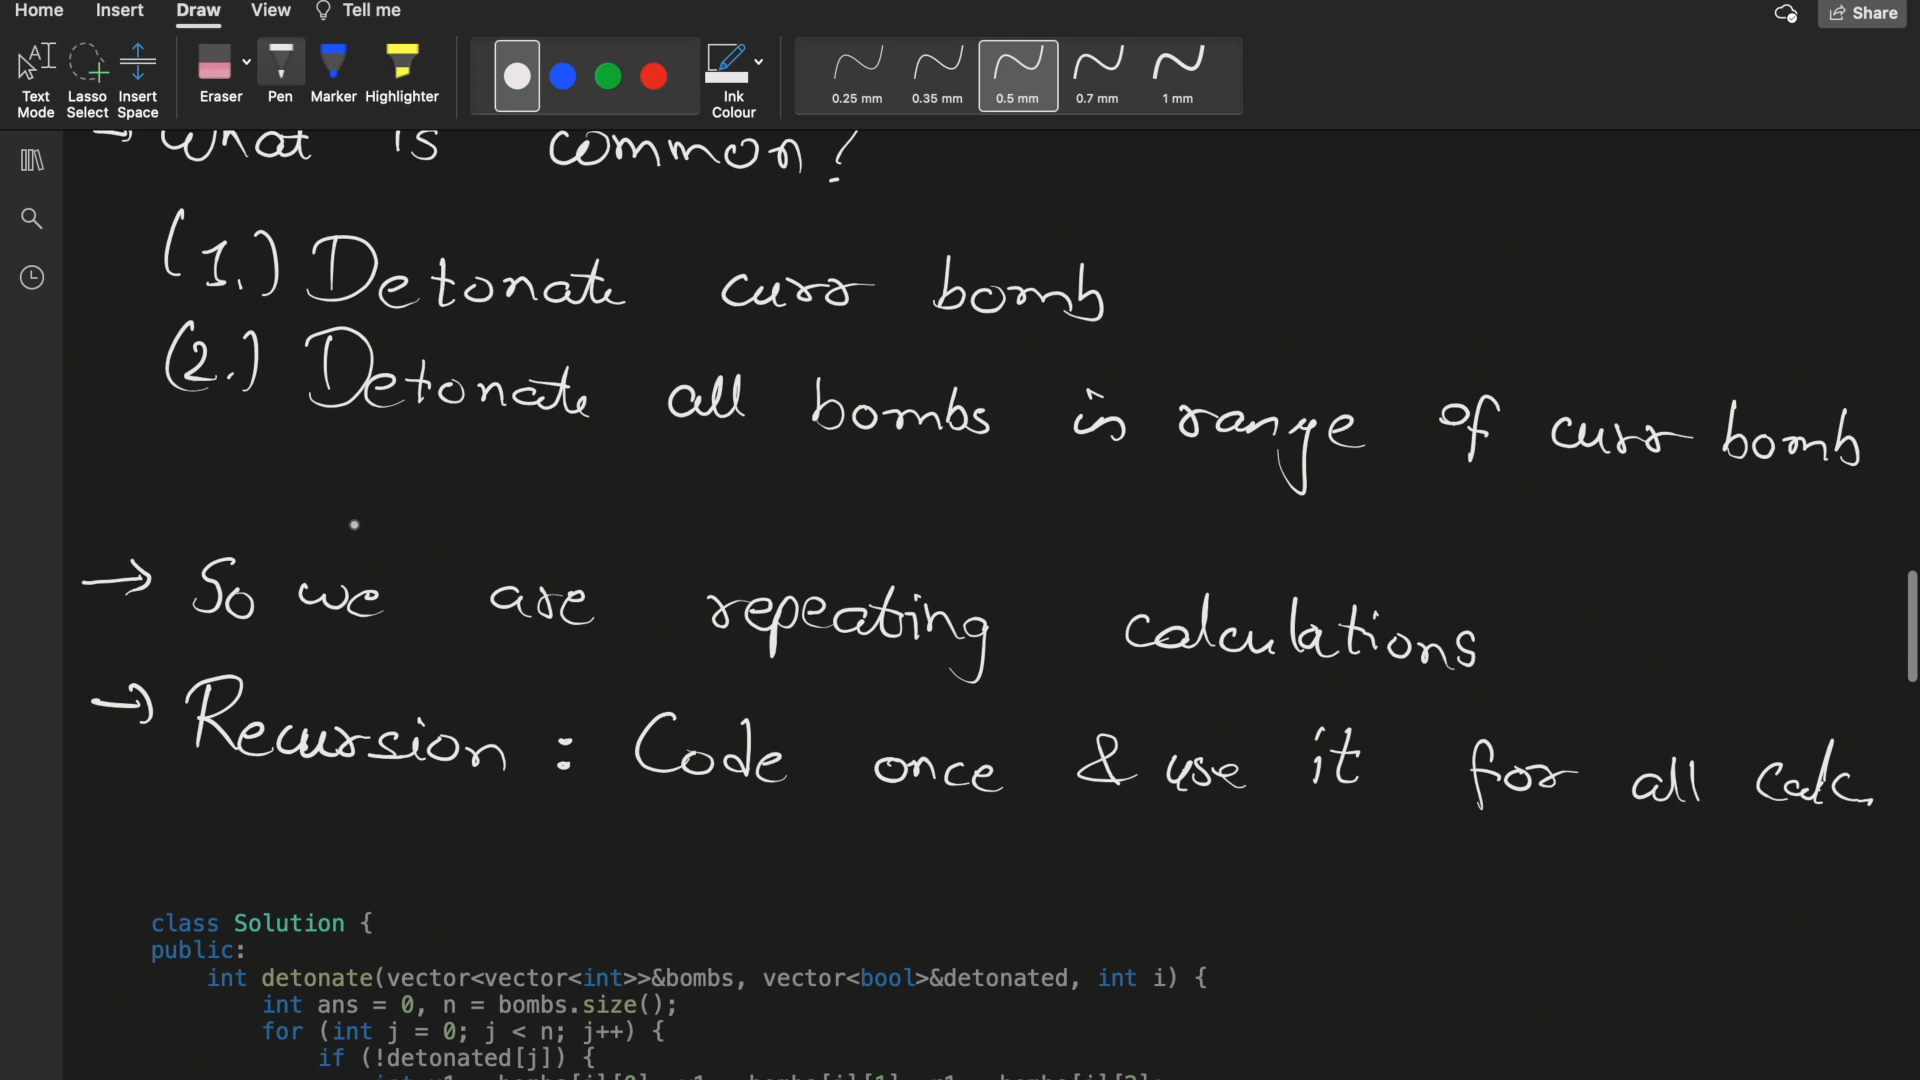 Home Insert Draw View Tell me
Share
Text Mode Lasso Select Insert Space Eraser Pen Marker Highlighter Ink Colour 0.25 mm 0.35 mm 0.5 mm 0.7 mm 1 mm
→ What is common?
(1.) Detonate curr bomb
(2.) Detonate all bombs in range of curr bomb
→ So we are repeating calculations
→ Recursion : Code once & use it for all calc.
class Solution {
public:
int detonate(vector<vector<int>>&bombs, vector<bool>&detonated, int i) {
int ans = 0, n = bombs.size();
for (int j = 0; j < n; j++) {
if (!detonated[j]) {